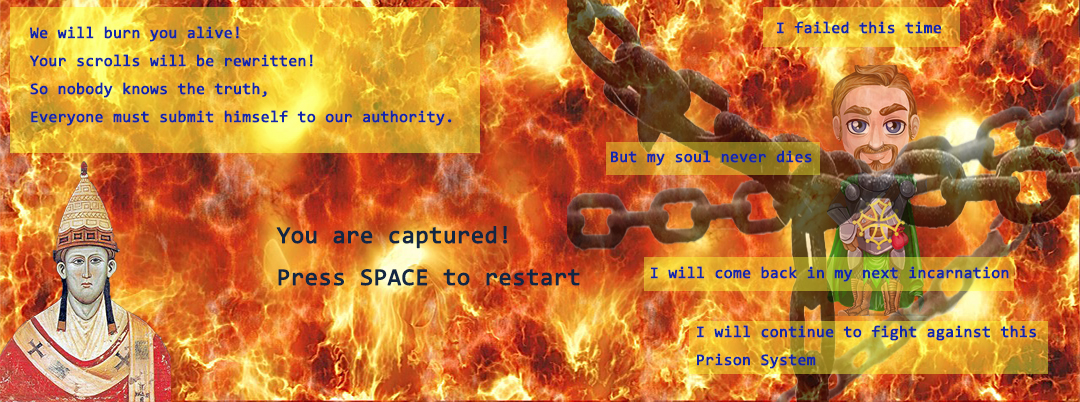 We will burn you alive!
Your scrolls will be rewritten!
So nobody knows the truth,
Everyone must submit himself to our authority.
I failed this time
But my soul never dies
You are captured!
Press SPACE to restart
I will come back in my next incarnation
I will continue to fight against this
Prison System